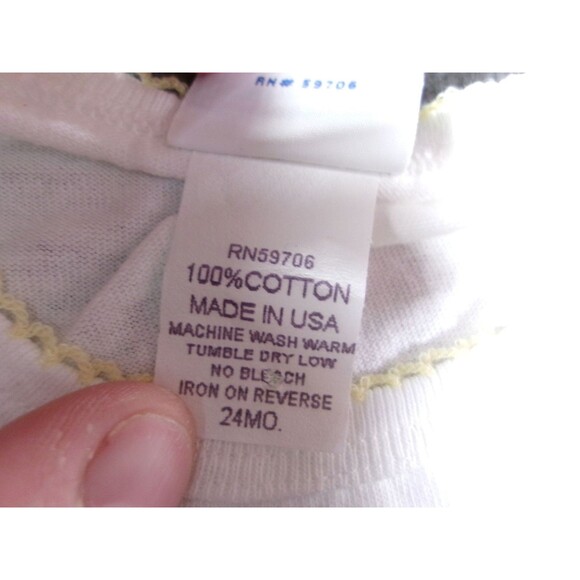 RN# 59706
RN59706
100%COTTON
MADE IN USA
MACHINE WASH WARM
TUMBLE DRY LOW
NO BLEACH
IRON ON REVERSE
24MO.